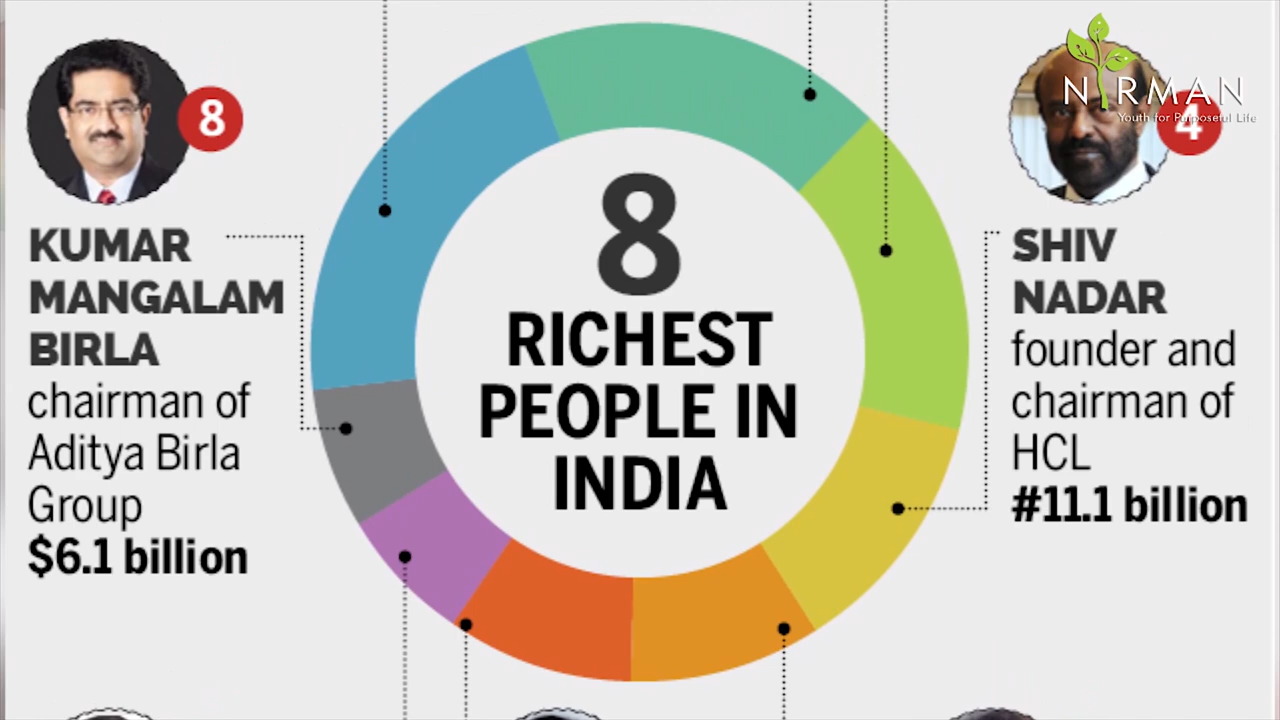 8
KUMAR
MANGALAM
BIRLA
chairman of
Aditya Birla
Group
$6.1 billion
8
RICHEST
PEOPLE IN
INDIA
NIRMAN
Youth for Purposeful Life
4
SHIV
NADAR
founder and
chairman of
HCL
#11.1 billion